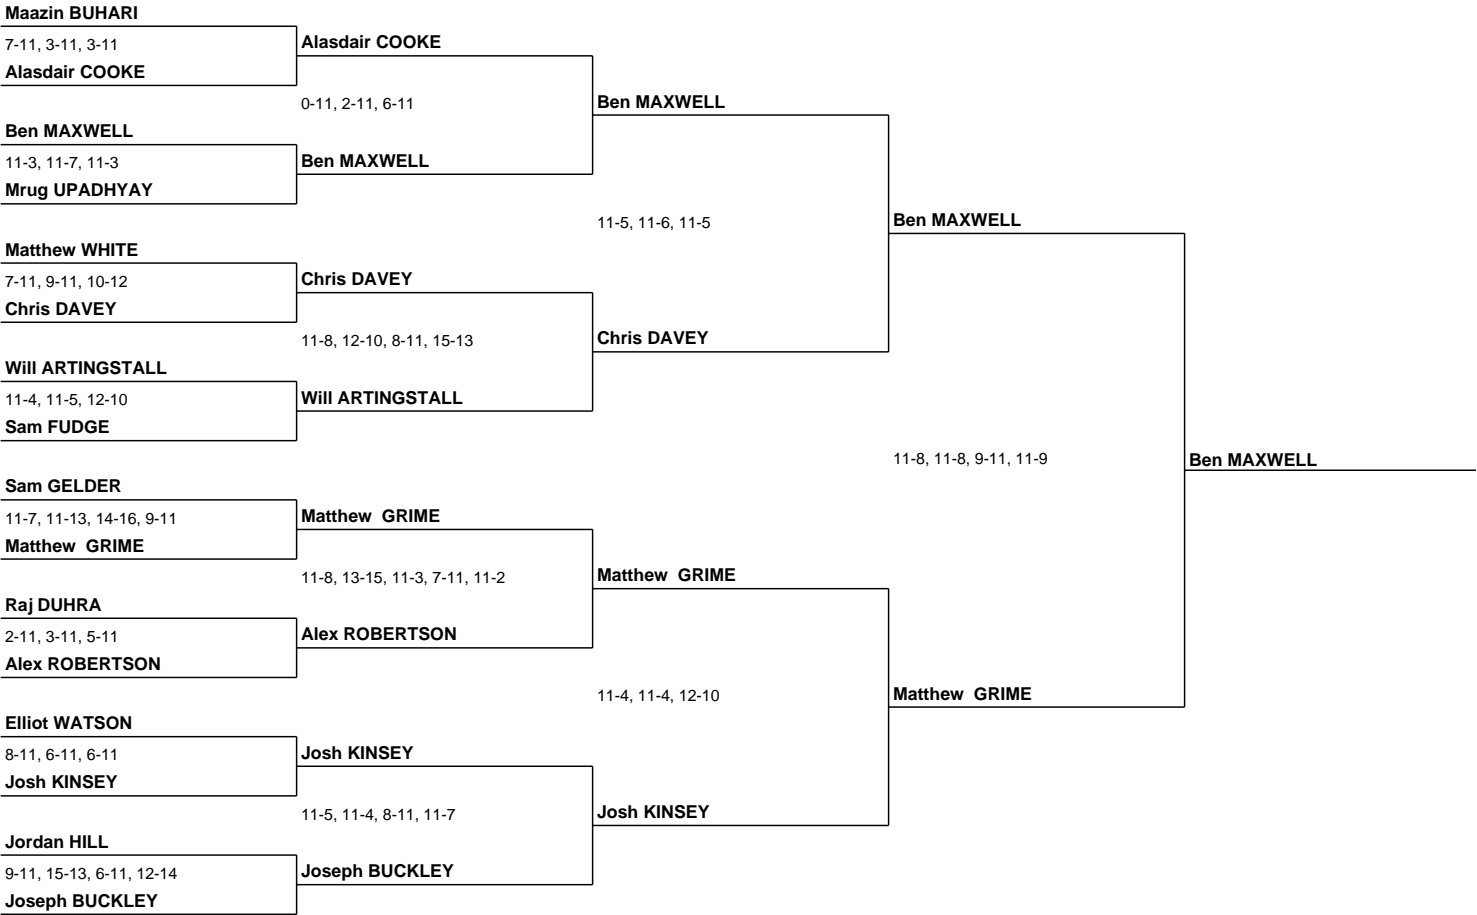 Maazin BUHARI
7-11, 3-11, 3-11
Alasdair COOKE
Ben MAXWELL
11-3, 11-7, 11-3
Mrug UPADHYAY
Matthew WHITE
7-11, 9-11, 10-12
Chris DAVEY
Will ARTINGSTALL
11-4, 11-5, 12-10
Sam FUDGE
Sam GELDER
11-7, 11-13, 14-16, 9-11
Matthew  GRIME
Raj DUHRA
2-11, 3-11, 5-11
Alex ROBERTSON
Elliot WATSON
8-11, 6-11, 6-11
Josh KINSEY
Jordan HILL
9-11, 15-13, 6-11, 12-14
Joseph BUCKLEY
Alasdair COOKE
0-11, 2-11, 6-11
Ben MAXWELL
Chris DAVEY
11-8, 12-10, 8-11, 15-13
Will ARTINGSTALL
Matthew  GRIME
11-8, 13-15, 11-3, 7-11, 11-2
Alex ROBERTSON
Josh KINSEY
11-5, 11-4, 8-11, 11-7
Joseph BUCKLEY
Ben MAXWELL
11-5, 11-6, 11-5
Chris DAVEY
Matthew  GRIME
11-4, 11-4, 12-10
Josh KINSEY
Ben MAXWELL
11-8, 11-8, 9-11, 11-9
Matthew  GRIME
Ben MAXWELL